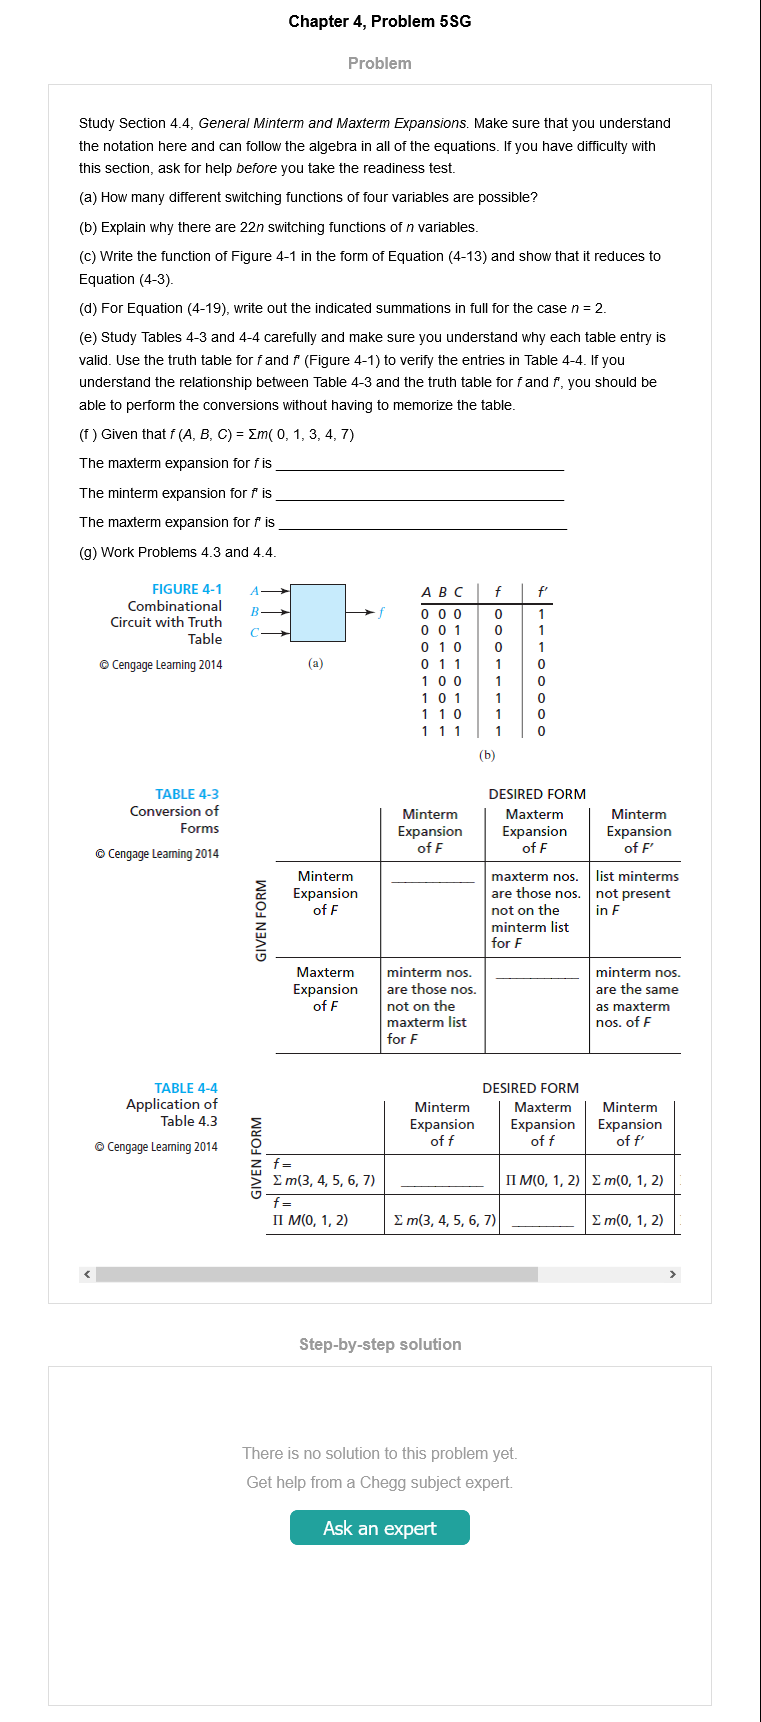 Chapter 4, Problem 5SG
Problem
Study Section 4.4, General Minterm and Maxterm Expansions. Make sure that you understand
the notation here and can follow the algebra in all of the equations. If you have difficulty with
this section, ask for help before you take the readiness test.
(a) How many different switching functions of four variables are possible?
(b) Explain why there are 22n switching functions of n variables.
(c) Write the function of Figure 4-1 in the form of Equation (4-13) and show that it reduces to
Equation (4-3).
(d) For Equation (4-19), write out the indicated summations in full for the case n = 2.
(e) Study Tables 4-3 and 4-4 carefully and make sure you understand why each table entry is
valid. Use the truth table for f and f′ (Figure 4-1) to verify the entries in Table 4-4. If you
understand the relationship between Table 4-3 and the truth table for f and f′, you should be
able to perform the conversions without having to memorize the table.
(f ) Given that f (A, B, C) = Σm( 0, 1, 3, 4, 7)
The maxterm expansion for f is
The minterm expansion for f′ is
The maxterm expansion for f′ is
(g) Work Problems 4.3 and 4.4.
FIGURE 4-1
Combinational
Circuit with Truth
Table
© Cengage Learning 2014
A
B
C
f
(a)
A B C f f′
0 0 0 0 1
0 0 1 0 1
0 1 0 0 1
0 1 1 1 0
1 0 0 1 0
1 0 1 1 0
1 1 0 1 0
1 1 1 1 0
(b)
TABLE 4-3
Conversion of
Forms
© Cengage Learning 2014
DESIRED FORM
Minterm
Expansion
of F
Maxterm
Expansion
of F
Minterm
Expansion
of F′
GIVEN FORM
Minterm
Expansion
of F
maxterm nos.
are those nos.
not on the
minterm list
for F
list minterms
not present
in F
Maxterm
Expansion
of F
minterm nos.
are those nos.
not on the
maxterm list
for F
minterm nos.
are the same
as maxterm
nos. of F
TABLE 4-4
Application of
Table 4.3
© Cengage Learning 2014
DESIRED FORM
Minterm
Expansion
of f
Maxterm
Expansion
of f
Minterm
Expansion
of f′
GIVEN FORM
f =
Σ m(3, 4, 5, 6, 7)
Π M(0, 1, 2)
Σ m(0, 1, 2)
f =
Π M(0, 1, 2)
Σ m(3, 4, 5, 6, 7)
Σ m(0, 1, 2)
Step-by-step solution
There is no solution to this problem yet.
Get help from a Chegg subject expert.
Ask an expert